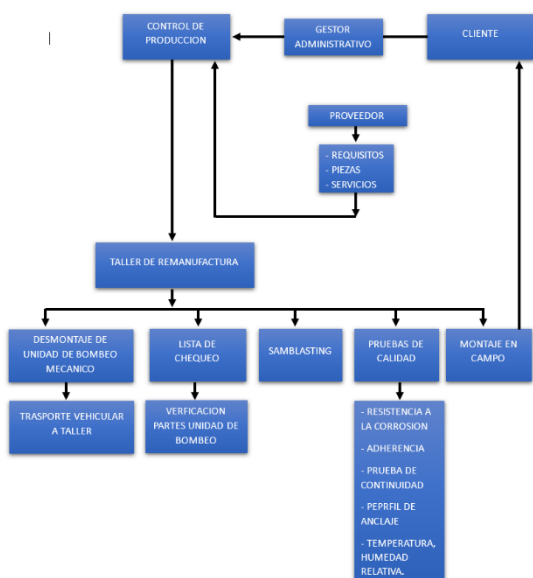 CONTROL DE
PRODUCCION
GESTOR
ADMINISTRATIVO
CLIENTE
PROVEEDOR
- REQUISITOS
- PIEZAS
- SERVICIOS
TALLER DE REMANUFACTURA
DESMONTAJE DE
UNIDAD DE BOMBEO
MECANICO
LISTA DE
CHEQUEO
SAMBLASTING
PRUEBAS DE
CALIDAD
MONTAJE EN
CAMPO
TRASPORTE VEHICULAR
A TALLER
VERFICACION
PARTES UNIDAD DE
BOMBEO
- RESISTENCIA A
LA CORROSION
- ADHERENCIA
- PRUEBA DE
CONTINUIDAD
- PEPRFIL DE
ANCLAJE
- TEMPERATURA,
HUMEDAD
RELATIVA.